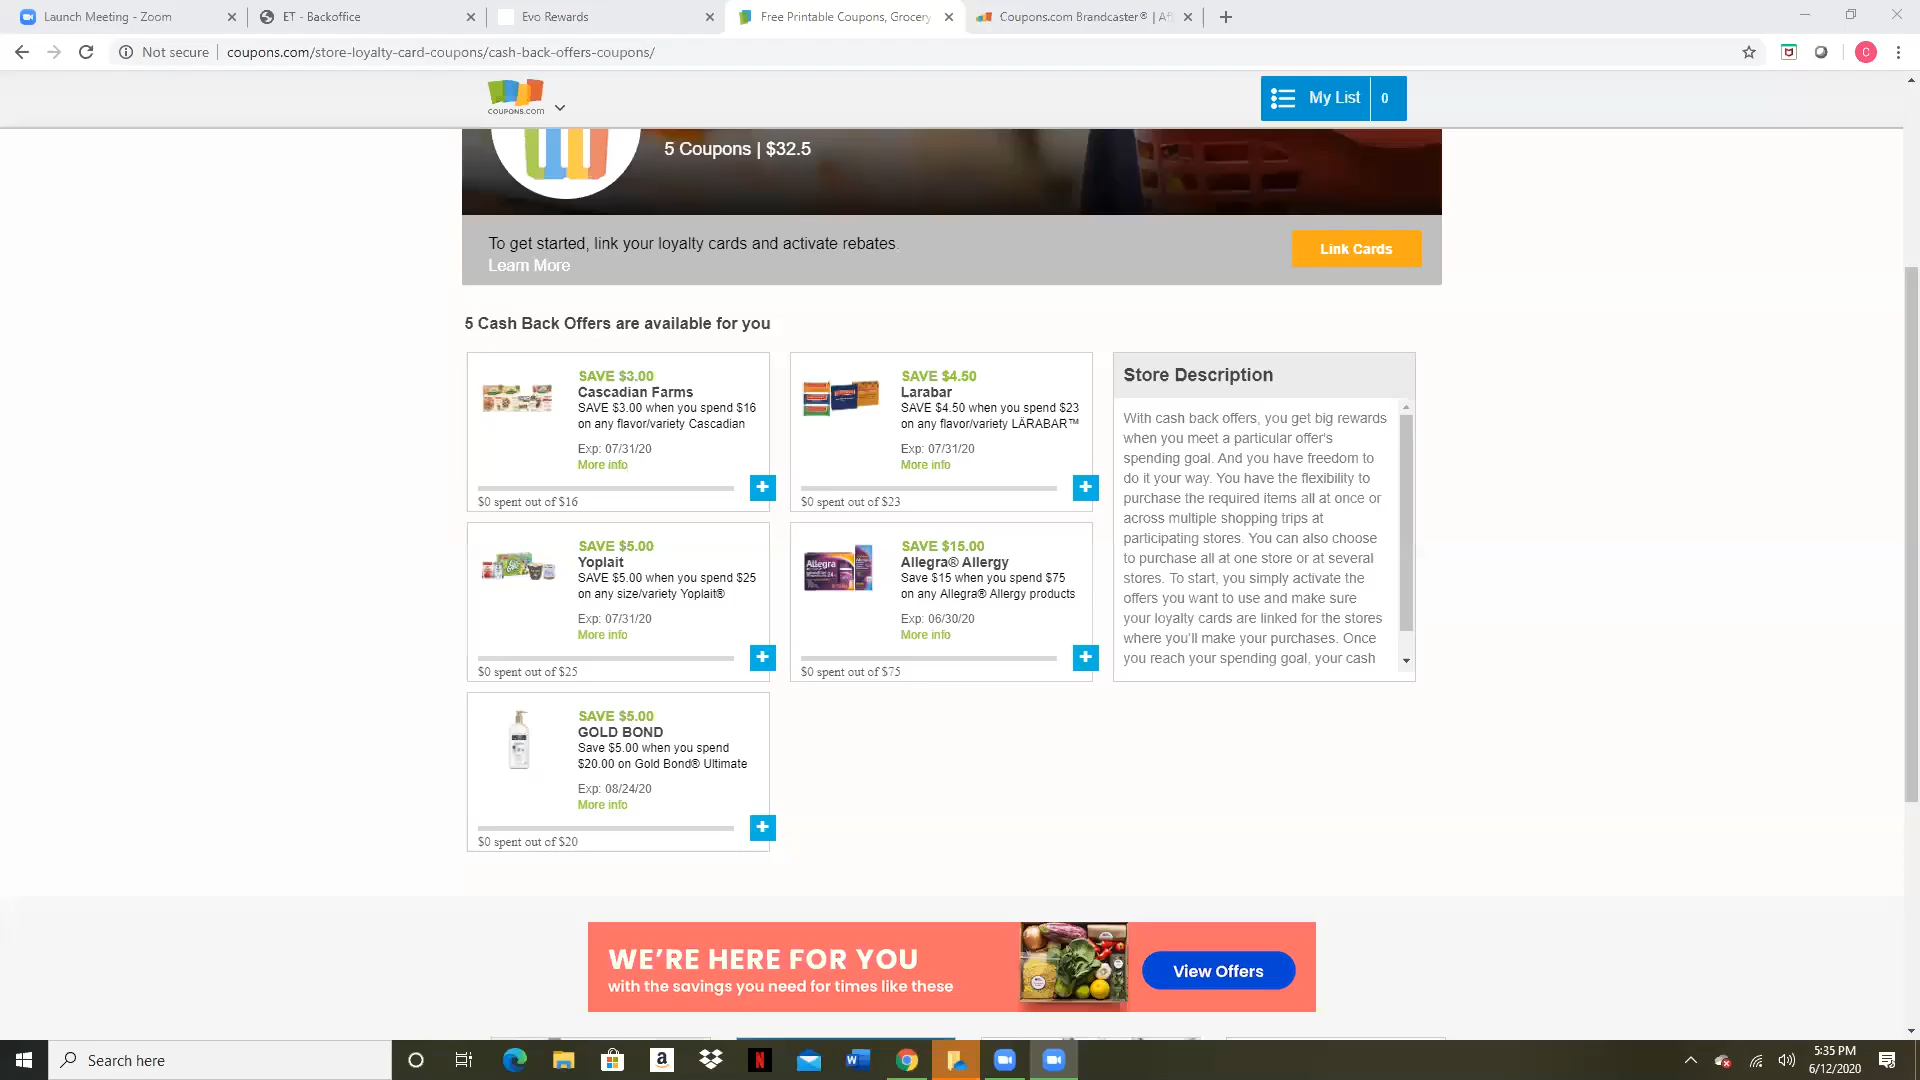 Launch Meeting - Zoom
ET - Backoffice
Evo Rewards
Free Printable Coupons, Grocery
Coupons.com Brandcaster® | Af
Not secure
coupons.com/store-loyalty-card-coupons/cash-back-offers-coupons/
C
COUPONS.COM
My List 0
5 Coupons | $32.5
To get started, link your loyalty cards and activate rebates.
Learn More
Link Cards
5 Cash Back Offers are available for you
SAVE $3.00
Cascadian Farms
SAVE $3.00 when you spend $16
on any flavor/variety Cascadian
Exp: 07/31/20
More info
$0 spent out of $16
SAVE $4.50
Larabar
SAVE $4.50 when you spend $23
on any flavor/variety LÄRABAR™
Exp: 07/31/20
More info
$0 spent out of $23
Store Description
With cash back offers, you get big rewards
when you meet a particular offer's
spending goal. And you have freedom to
do it your way. You have the flexibility to
purchase the required items all at once or
across multiple shopping trips at
participating stores. You can also choose
to purchase all at one store or at several
stores. To start, you simply activate the
offers you want to use and make sure
your loyalty cards are linked for the stores
where you'll make your purchases. Once
you reach your spending goal, your cash
SAVE $5.00
Yoplait
SAVE $5.00 when you spend $25
on any size/variety Yoplait®
Exp: 07/31/20
More info
$0 spent out of $25
Allegra
SAVE $15.00
Allegra® Allergy
Save $15 when you spend $75
on any Allegra® Allergy products
Exp: 06/30/20
More info
$0 spent out of $75
SAVE $5.00
GOLD BOND
Save $5.00 when you spend
$20.00 on Gold Bond® Ultimate
Exp: 08/24/20
More info
$0 spent out of $20
WE'RE HERE FOR YOU
with the savings you need for times like these
View Offers
Search here
5:35 PM
6/12/2020